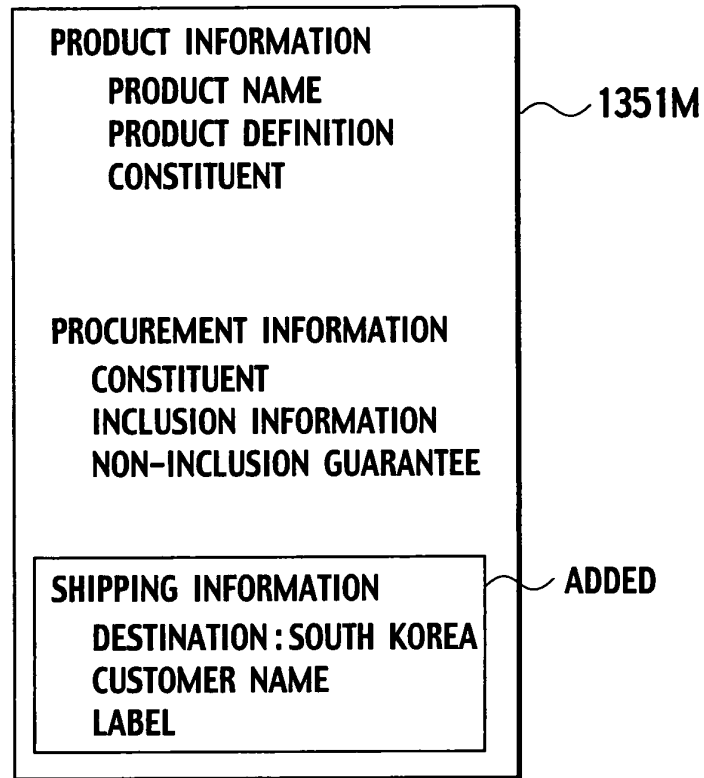 PRODUCT INFORMATION
PRODUCT NAME
PRODUCT DEFINITION
CONSTITUENT
1351M
PROCUREMENT INFORMATION
CONSTITUENT
INCLUSION INFORMATION
NON-INCLUSION GUARANTEE
SHIPPING INFORMATION
ADDED
DESTINATION:SOUTH KOREA
CUSTOMER NAME
LABEL